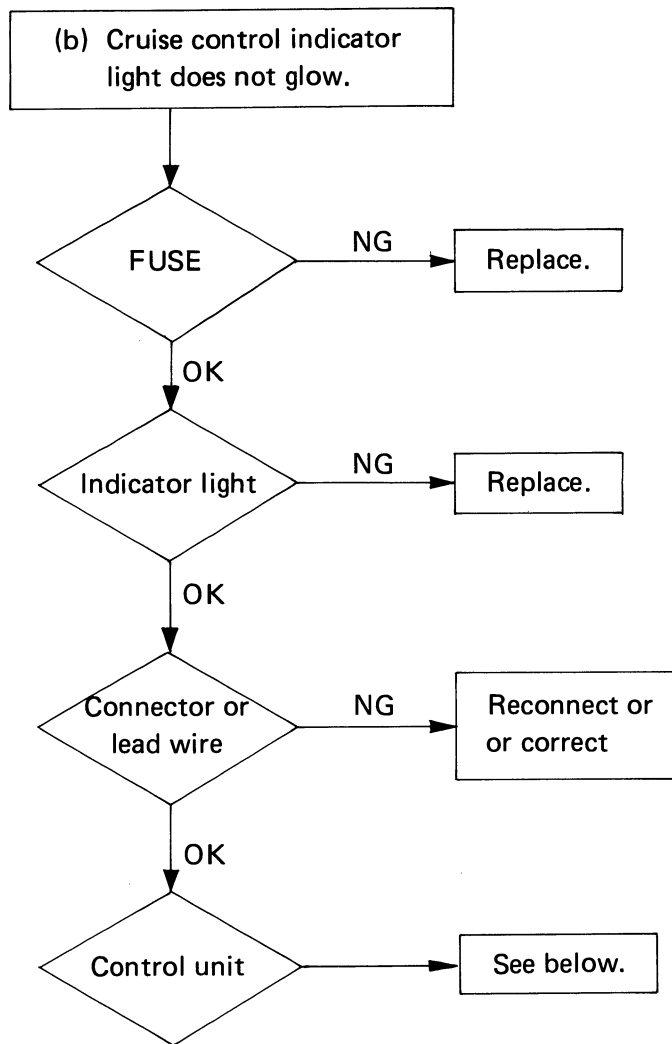 (b) Cruise control indicator
light does not glow.
FUSE
NG
Replace.
OK
Indicator light
NG
Replace.
OK
Connector or
lead wire
NG
Reconnect or
or correct
OK
Control unit
See below.